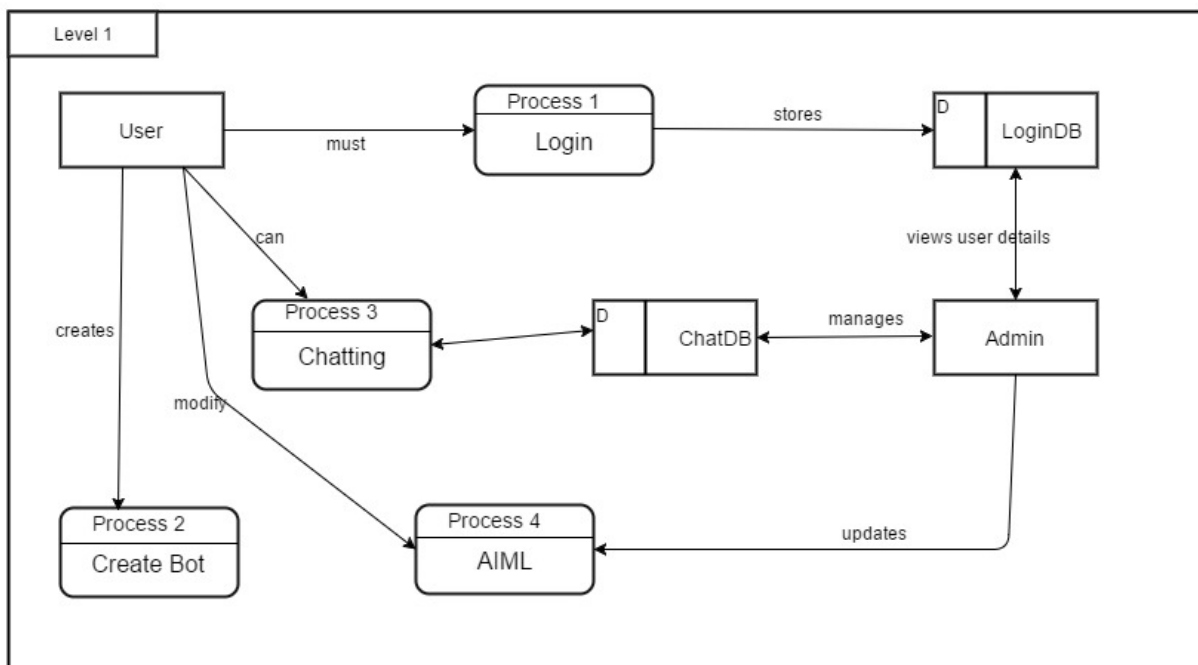 Level 1
User
must
Process 1
Login
stores
D
LoginDB
can
views user details
creates
Process 3
Chatting
D
ChatDB
manages
Admin
modify
Process 2
Create Bot
Process 4
AIML
updates